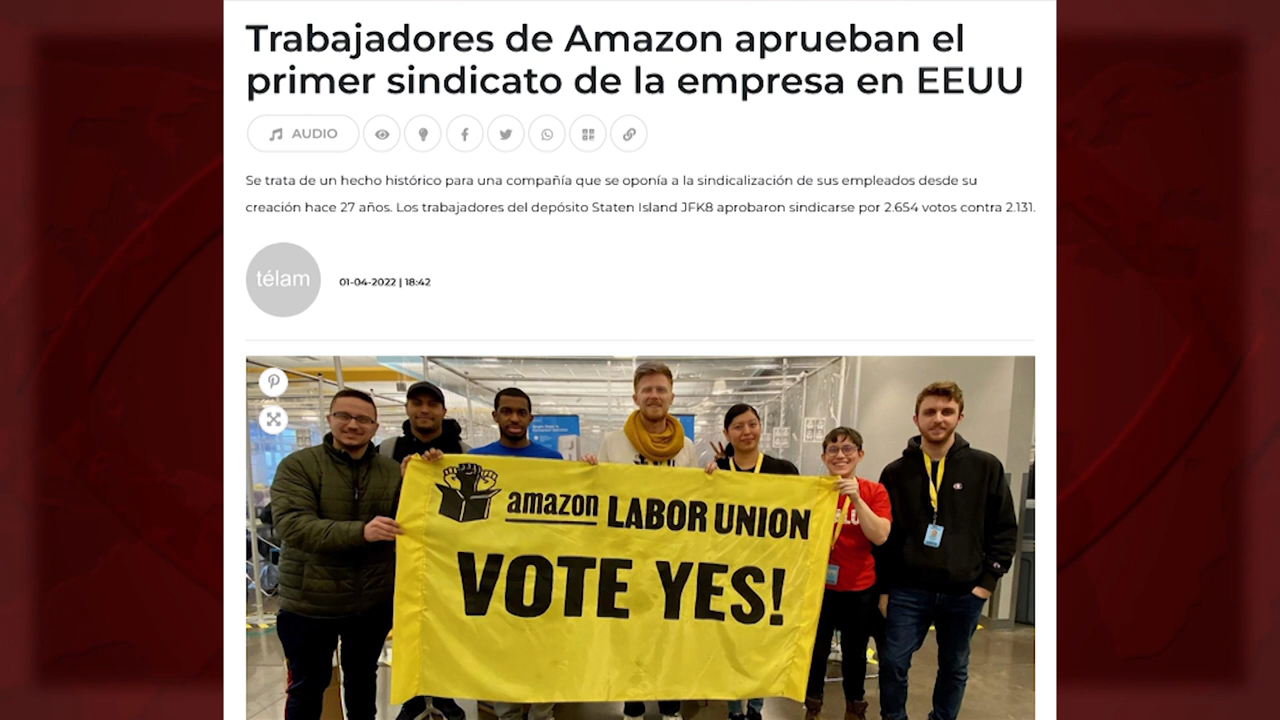 Trabajadores de Amazon aprueban el
primer sindicato de la empresa en EEUU
AUDIO
Se trata de un hecho histórico para una compañía que se oponía a la sindicalización de sus empleados desde su
creación hace 27 años. Los trabajadores del depósito Staten Island JFK8 aprobaron sindicarse por 2.654 votos contra 2.131.
télam
01-04-2022 | 18:42
amazon LABOR UNION
VOTE YES!